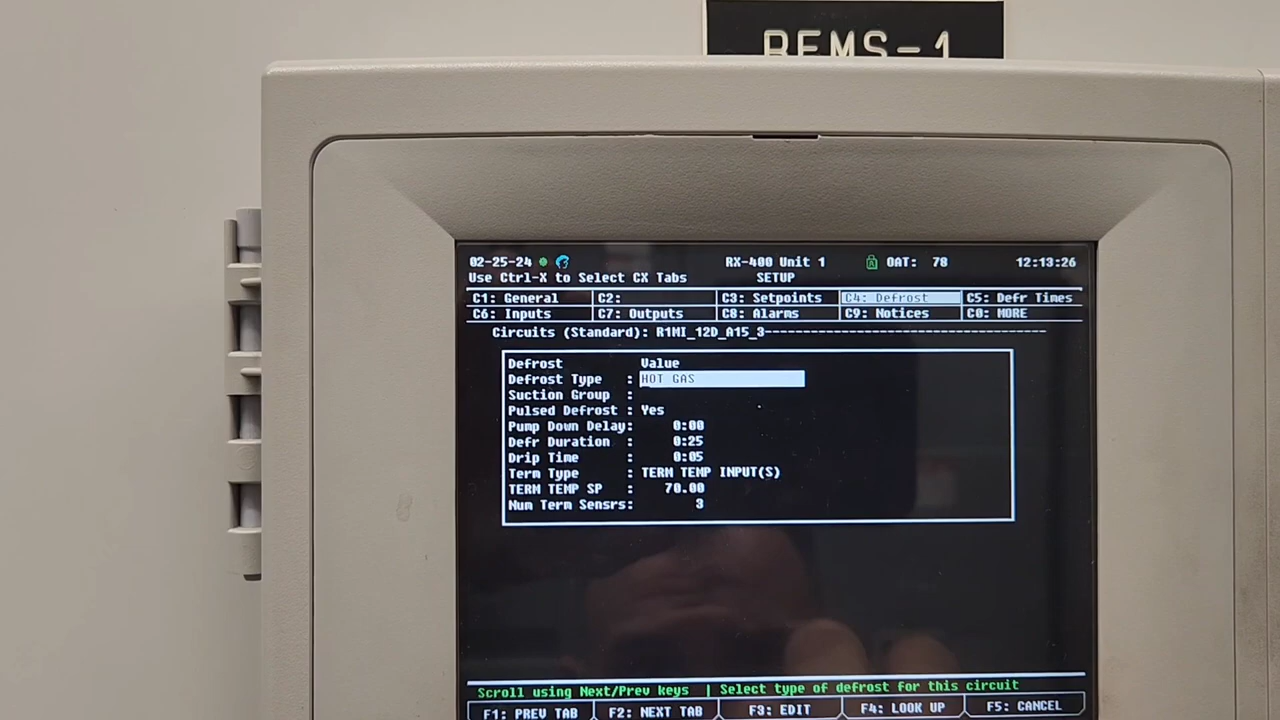 REMS-1
02-25-24 RX-400 Unit 1 OAT: 78 12:13:26
Use Ctrl-X to Select CX Tabs SETUP
C1: General C2: C3: Setpoints C4: Defrost C5: Defr Times
C6: Inputs C7: Outputs C8: Alarms C9: Notices C0: MORE
Circuits (Standard): R1MI_12D_A15_3------------------------------------
Defrost Value
Defrost Type : HOT GAS
Suction Group :
Pulsed Defrost : Yes
Pump Down Delay: 0:00
Defr Duration : 0:25
Drip Time : 0:05
Term Type : TERM TEMP INPUT(S)
TERM TEMP SP : 70.00
Num Term Sensrs: 3
Scroll using Next/Prev keys | Select type of defrost for this circuit
F1: PREV TAB F2: NEXT TAB F3: EDIT F4: LOOK UP F5: CANCEL